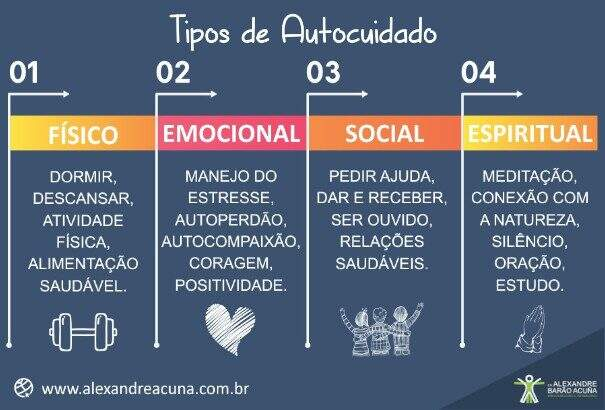 Tipos de Autocuidado
01
FÍSICO
DORMIR,
DESCANSAR,
ATIVIDADE
FÍSICA,
ALIMENTAÇÃO
SAUDÁVEL.
02
EMOCIONAL
MANEJO DO
ESTRESSE,
AUTOPERDÃO,
AUTOCOMPAIXÃO,
CORAGEM,
POSITIVIDADE.
03
SOCIAL
PEDIR AJUDA,
DAR E RECEBER,
SER OUVIDO,
RELAÇÕES
SAUDÁVEIS.
04
ESPIRITUAL
MEDITAÇÃO,
CONEXÃO COM
A NATUREZA,
SILÊNCIO,
ORAÇÃO,
ESTUDO.
www.alexandreacuna.com.br
ALEXANDRE
BARÃO ACUÑA